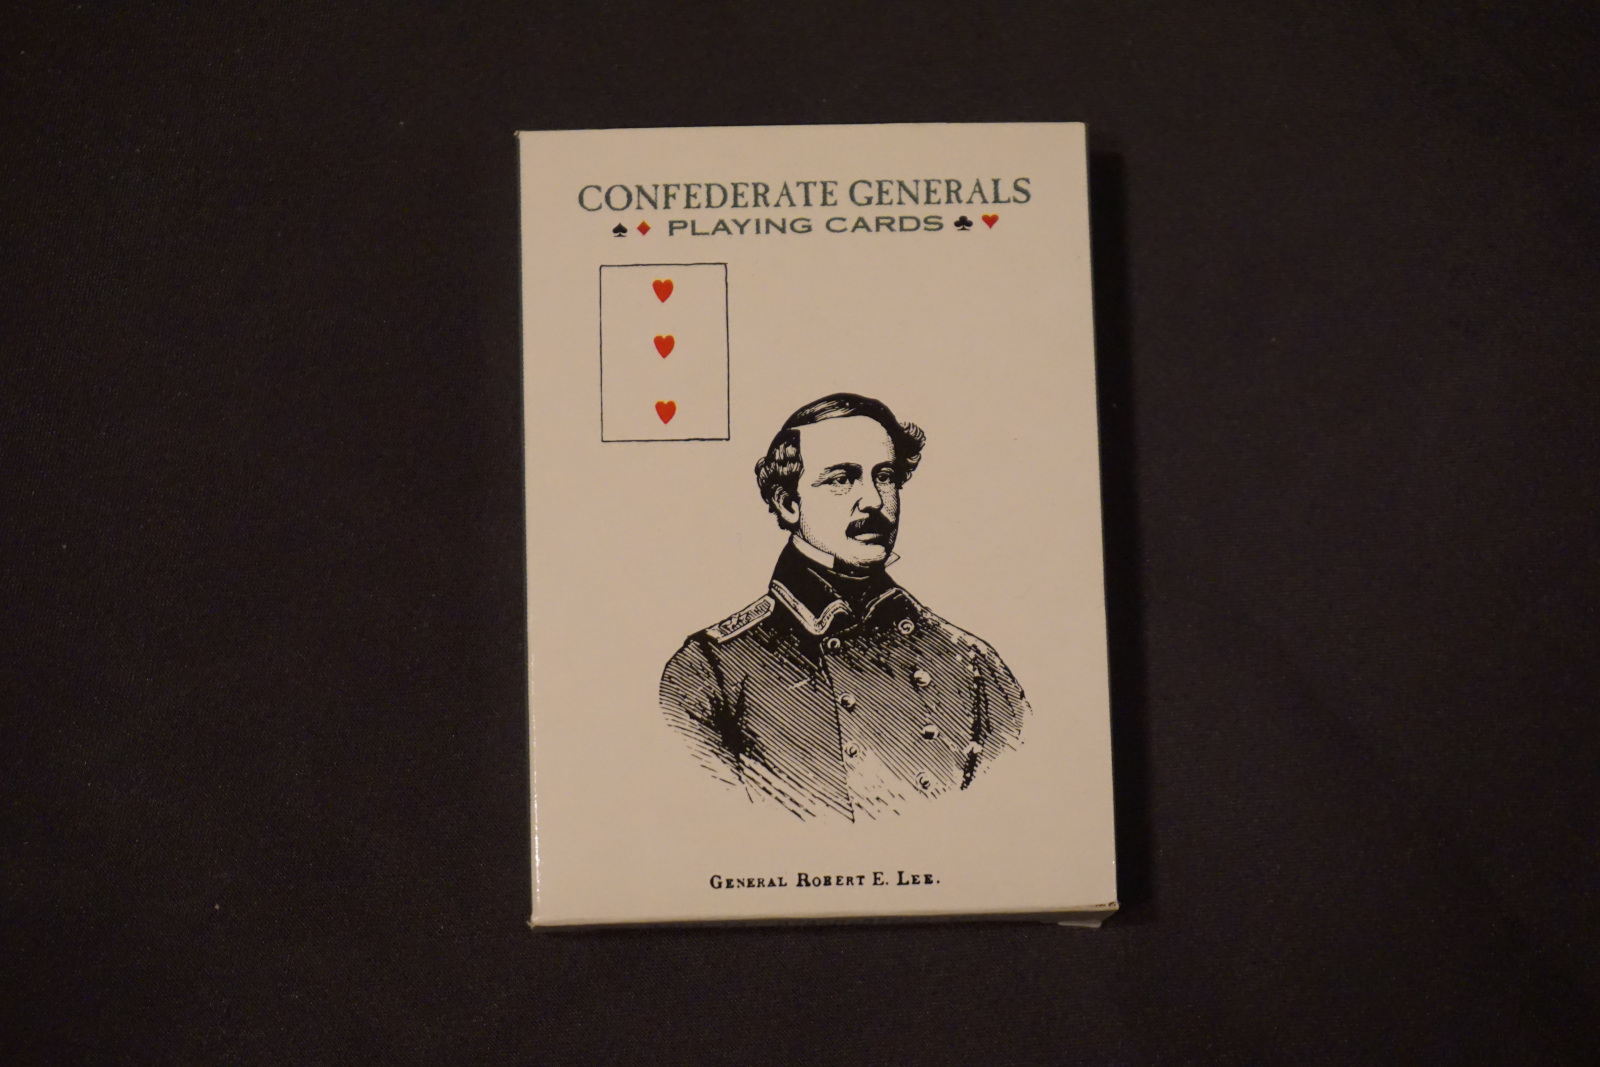 CONFEDERATE GENERALS
PLAYING CARDS
GENERAL ROBERT E. LEE.